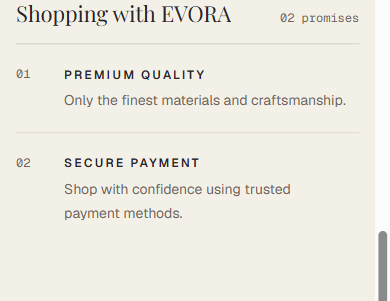 Shopping with EVORA
02 promises
01
PREMIUM QUALITY
Only the finest materials and craftsmanship.
02
SECURE PAYMENT
Shop with confidence using trusted
payment methods.